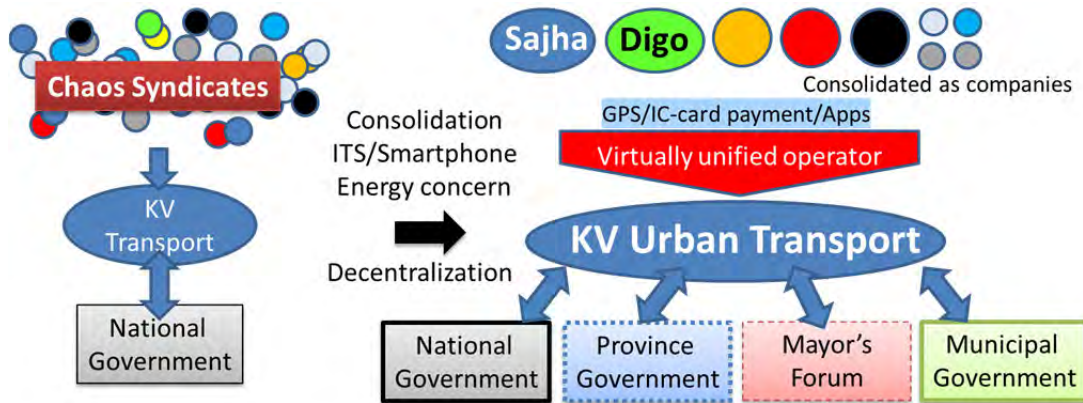 Chaos Syndicates
KV
Transport
National
Government
Consolidation
ITS/Smartphone
Energy concern
Decentralization
Sajha
Digo
Consolidated as companies
GPS/IC-card payment/Apps
Virtually unified operator
KV Urban Transport
National
Government
Province
Government
Mayor's
Forum
Municipal
Government